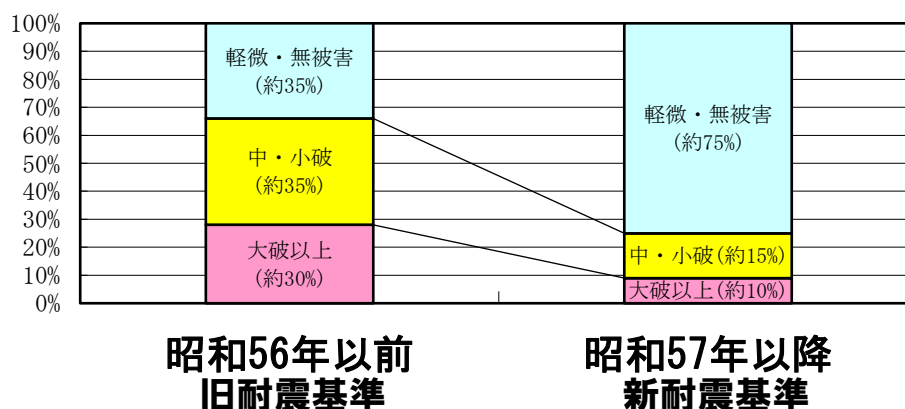 100%
90%
80%
70%
60%
50%
40%
30%
20%
10%
0%
軽微・無被害
(約35%)
中・小破
(約35%)
大破以上
(約30%)
軽微・無被害
(約75%)
中・小破(約15%)
大破以上(約10%)
昭和56年以前
旧耐震基準
昭和57年以降
新耐震基準